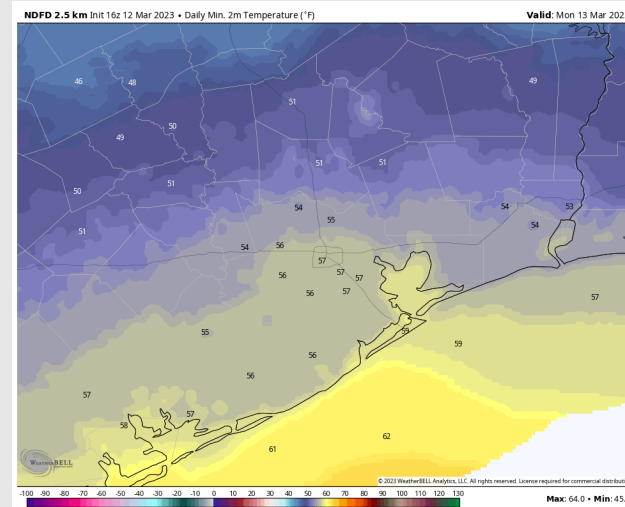 NDFD 2.5 km Init 16z 12 Mar 2023 • Daily Min. 2m Temperature (°F) Valid: Mon 13 Mar 202
46 48 49
51
50
49
51 51
51
50
54 54 53
55 54
51
54 56
57
57 57
56
56 57 57
59
55 59
56
56
57
57
58
62
61
WEATHERBELL
© 2023 WeatherBELL Analytics, LLC. All rights reserved. License required for commercial distributi
-100 -90 -80 -70 -60 -50 -40 -30 -20 -10 0 10 20 30 40 50 60 70 80 90 100 110 120 130
Max: 64.0 • Min: 45.